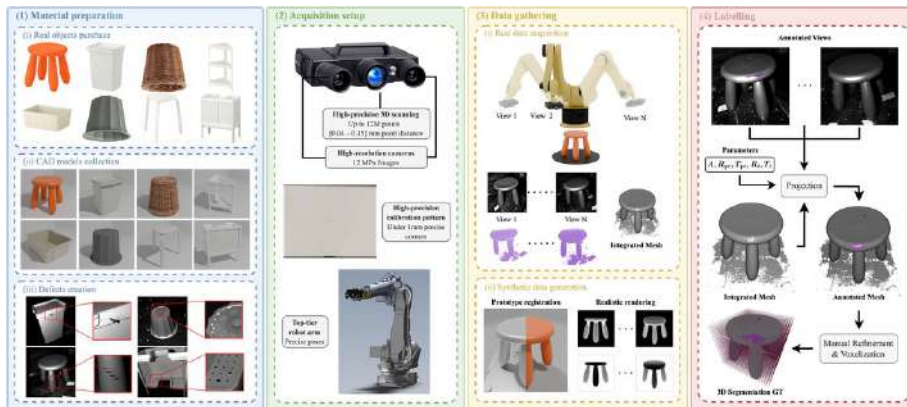 (1) Material preparation
(i) Real objects purchase
(ii) CAD models collection
(iii) Defects creation
(2) Acquisition setup
High-precision 3D scanning
Up to 12M points
[0.04 – 0.15] mm point distance
High-resolution cameras
12 MPx images
High-precision
calibration pattern
Under 1mm precise
corners
Top-tier
robot arm
Precise poses
(3) Data gathering
(i) Real data acquisition
View 1
View 2
View N
View 1
View N
Integrated Mesh
(ii) Synthetic data generation
Prototype registration
Realistic rendering
(4) Labelling
Annotated Views
Parameters
Projection
Integrated Mesh
Annotated Mesh
Manual Refinement
& Voxelization
3D Segmentation GT